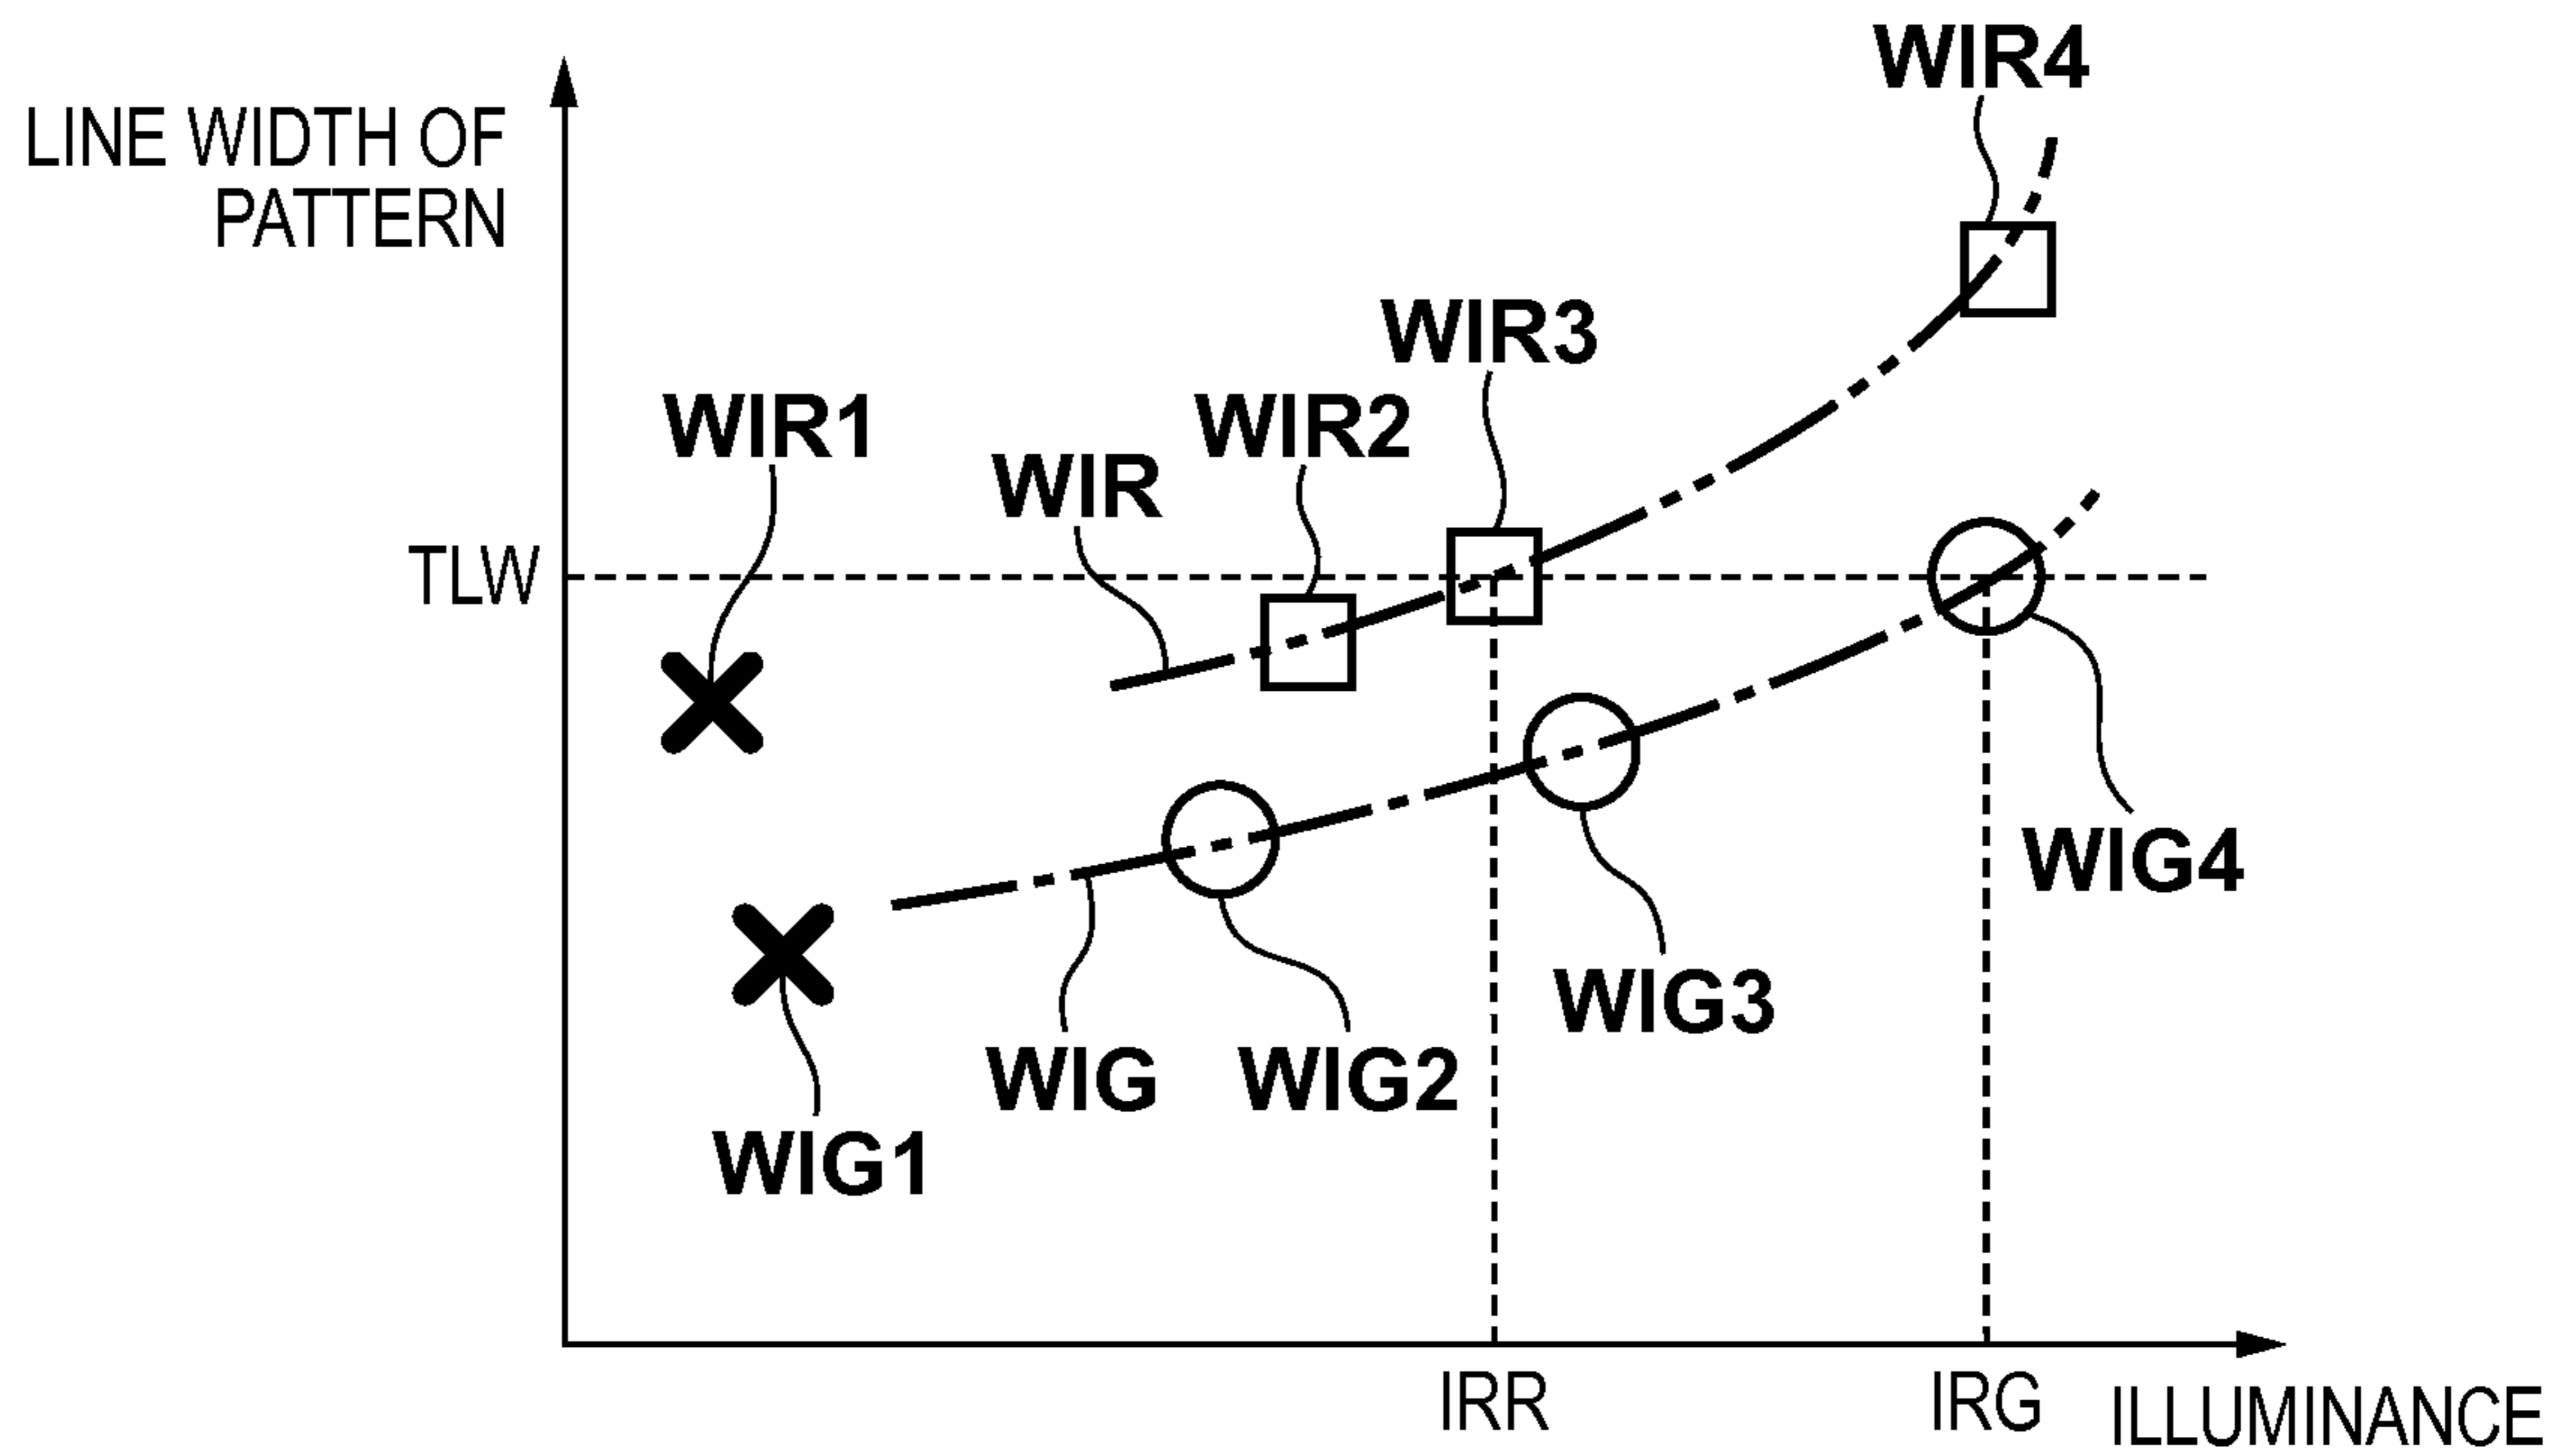 WIR4
LINE WIDTH OF
PATTERN
WIR3
WIR1
WIR2
WIR
TLW
WIG4
WIG3
WIG
WIG2
WIG1
IRR
IRG
ILLUMINANCE